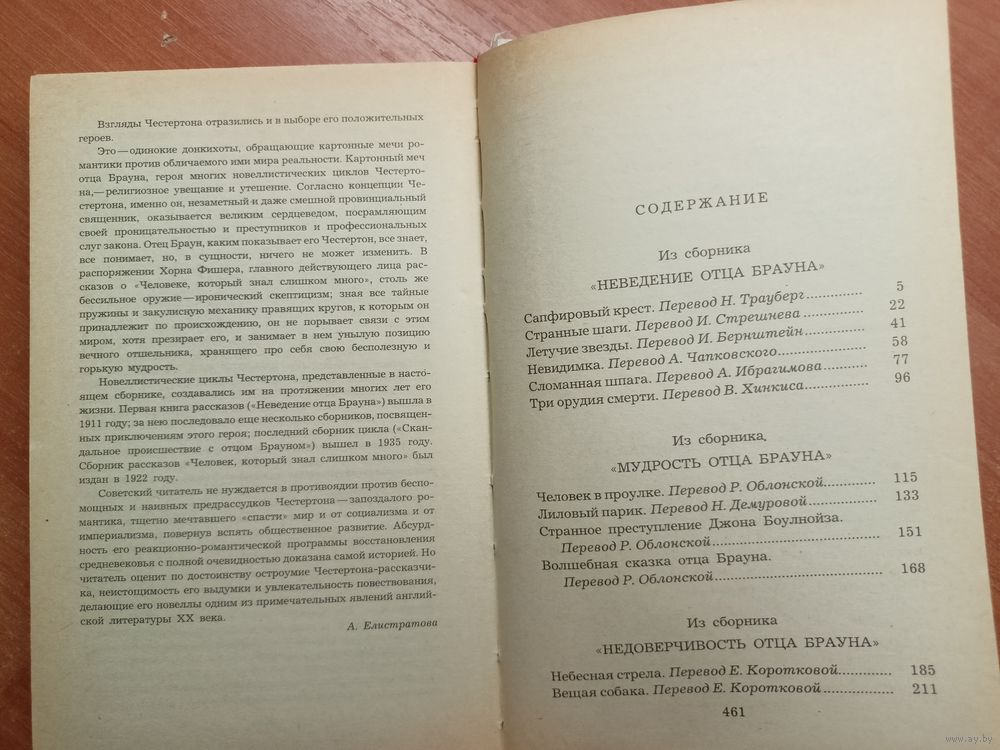 Взгляды Честертона отразились и в выборе его положительных
героев.
Это — одинокие донкихоты, обращающие картонные мечи ро-
мантики против обличаемого ими мира реальности. Картонный меч
отца Брауна, героя многих новеллистических циклов Честерто-
на,— религиозное увещание и утешение. Согласно концепции Че-
стертона, именно он, незаметный и даже смешной провинциальный
священник, оказывается великим сердцеведом, посрамляющим
своей проницательностью и преступников и профессиональных
слуг закона. Отец Браун, каким показывает его Честертон, все знает,
все понимает, но, в сущности, ничего не может изменить. В
распоряжении Хорна Фишера, главного действующего лица рас-
сказов о «Человеке, который знал слишком много», столь же
бессильное оружие — иронический скептицизм; зная все тайные
пружины и закулисную механику правящих кругов, к которым он
принадлежит по происхождению, он не порывает связи с этим
миром, хотя презирает его, и занимает в нем унылую позицию
вечного отшельника, хранящего про себя свою бесполезную и
горькую мудрость.
Новеллистические циклы Честертона, представленные в насто-
ящем сборнике, создавались им на протяжении многих лет его
жизни. Первая книга рассказов («Неведение отца Брауна») вышла в
1911 году; за нею последовало еще несколько сборников, посвящен-
ных приключениям этого героя; последний сборник цикла («Скан-
дальное происшествие с отцом Брауном») вышел в 1935 году.
Сборник рассказов «Человек, который знал слишком много» был
издан в 1922 году.
Советский читатель не нуждается в противоядии против беспо-
мощных и наивных предрассудков Честертона — запоздалого ро-
мантика, тщетно мечтавшего «спасти» мир и от социализма и от
империализма, повернув вспять общественное развитие. Абсурд-
ность его реакционно-романтической программы восстановления
средневековья с полной очевидностью доказана самой историей. Но
читатель оценит по достоинству остроумие Честертона-рассказчи-
ка, неистощимость его выдумки и увлекательность повествования,
делающие его новеллы одним из примечательных явлений англий-
ской литературы XX века.
А. Елистратова
СОДЕРЖАНИЕ
Из сборника
«НЕВЕДЕНИЕ ОТЦА БРАУНА»
Сапфировый крест. Перевод Н. Трауберг 5
Странные шаги. Перевод И. Стрешнева 22
Летучие звезды. Перевод И. Бернштейн 41
Невидимка. Перевод А. Чапковского 58
Сломанная шпага. Перевод А. Ибрагимова 77
Три орудия смерти. Перевод В. Хинкиса 96
Из сборника
«МУДРОСТЬ ОТЦА БРАУНА»
Человек в проулке. Перевод Р. Облонской 115
Лиловый парик. Перевод Н. Демуровой 133
Странное преступление Джона Боулнойза.
Перевод Р. Облонской 151
Волшебная сказка отца Брауна.
Перевод Р. Облонской 168
Из сборника
«НЕДОВЕРЧИВОСТЬ ОТЦА БРАУНА»
Небесная стрела. Перевод Е. Коротковой 185
Вещая собака. Перевод Е. Коротковой 211
461
www.ay.by